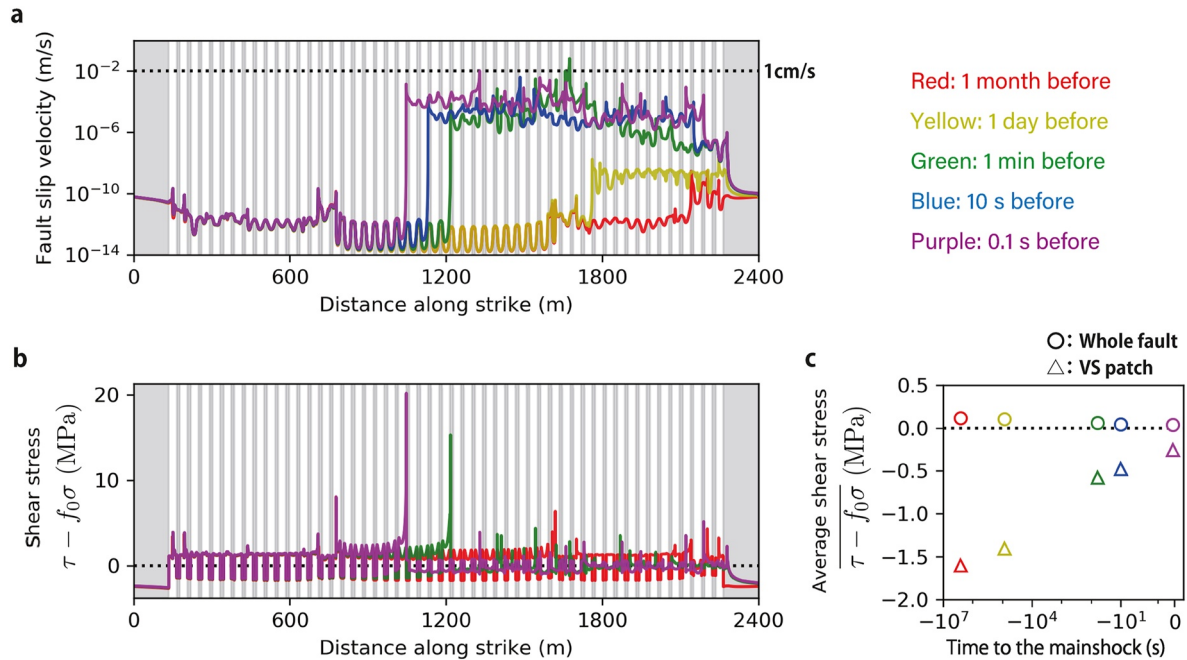 a
Fault slip velocity (m/s)
10⁻²
10⁻⁶
10⁻¹⁰
10⁻¹⁴
1cm/s
0 600 1200 1800 2400
Distance along strike (m)
Red: 1 month before
Yellow: 1 day before
Green: 1 min before
Blue: 10 s before
Purple: 0.1 s before
b
Shear stress
τ − f₀σ (MPa)
20
10
0
0 600 1200 1800 2400
Distance along strike (m)
c
○: Whole fault
△: VS patch
Average shear stress
τ − f₀σ (MPa)
0.5
0.0
−0.5
−1.0
−1.5
−2.0
−10⁷ −10⁴ −10¹ 0
Time to the mainshock (s)